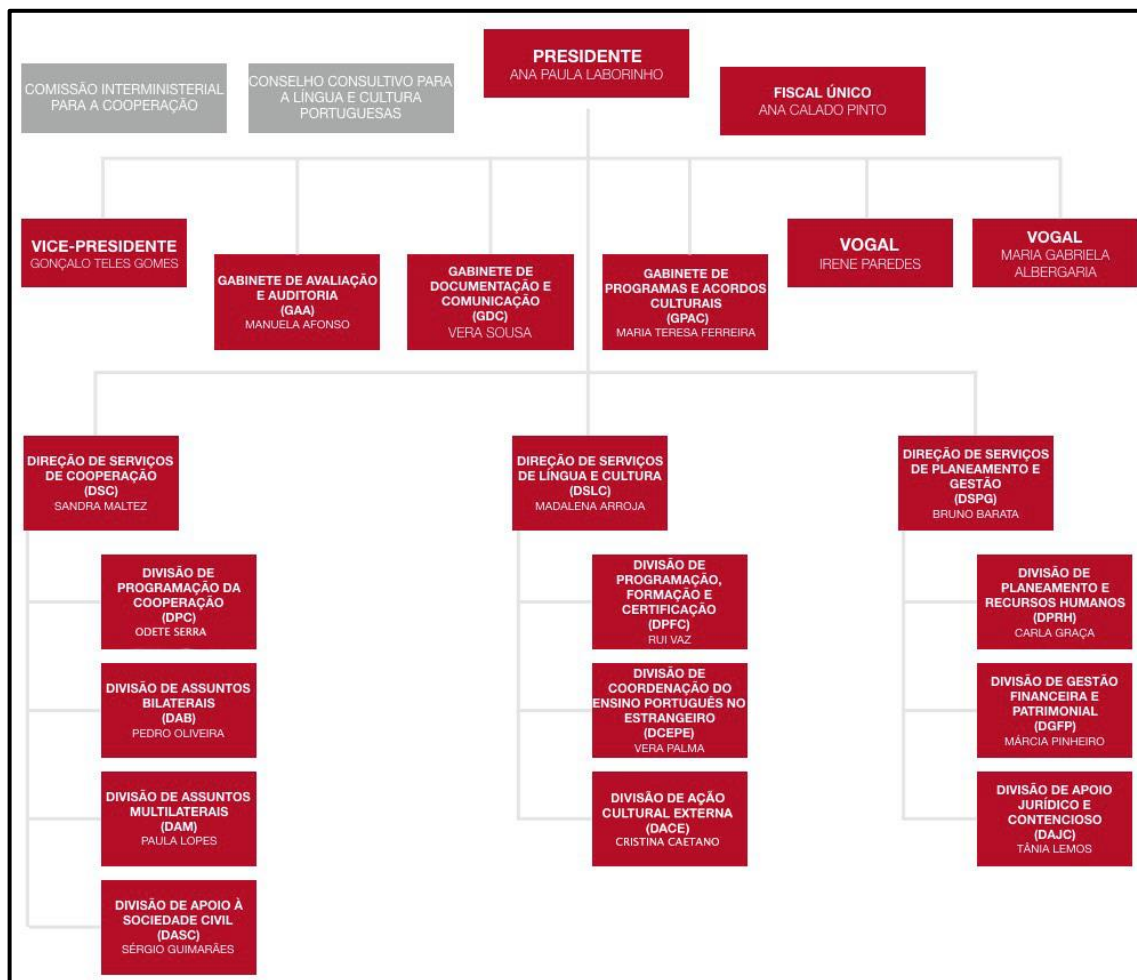 PRESIDENTE
ANA PAULA LABORINHO
COMISSÃO INTERMINISTERIAL
PARA A COOPERAÇÃO
CONSELHO CONSULTIVO PARA
A LÍNGUA E CULTURA
PORTUGUESAS
FISCAL ÚNICO
ANA CALADO PINTO
VICE-PRESIDENTE
GONÇALO TELES GOMES
GABINETE DE AVALIAÇÃO
E AUDITORIA
(GAA)
MANUELA AFONSO
GABINETE DE
DOCUMENTAÇÃO E
COMUNICAÇÃO
(GDC)
VERA SOUSA
GABINETE DE
PROGRAMAS E ACORDOS
CULTURAIS
(GPAC)
MARIA TERESA FERREIRA
VOGAL
IRENE PAREDES
VOGAL
MARIA GABRIELA
ALBERGARIA
DIREÇÃO DE SERVIÇOS
DE COOPERAÇÃO
(DSC)
SANDRA MALTEZ
DIVISÃO DE
PROGRAMAÇÃO DA
COOPERAÇÃO
(DPC)
ODETE SERRA
DIVISÃO DE ASSUNTOS
BILATERAIS
(DAB)
PEDRO OLIVEIRA
DIVISÃO DE ASSUNTOS
MULTILATERAIS
(DAM)
PAULA LOPES
DIVISÃO DE APOIO À
SOCIEDADE CIVIL
(DASC)
SÉRGIO GUIMARÃES
DIREÇÃO DE SERVIÇOS
DE LÍNGUA E CULTURA
(DSLC)
MADALENA ARROJA
DIVISÃO DE
PROGRAMAÇÃO,
FORMAÇÃO E
CERTIFICAÇÃO
(DPFC)
RUI VAZ
DIVISÃO DE
COORDENAÇÃO DO
ENSINO PORTUGUÊS NO
ESTRANGEIRO
(DCEPE)
VERA PALMA
DIVISÃO DE AÇÃO
CULTURAL EXTERNA
(DACE)
CRISTINA CAETANO
DIREÇÃO DE SERVIÇOS
DE PLANEAMENTO E
GESTÃO
(DSPG)
BRUNO BARATA
DIVISÃO DE
PLANEAMENTO E
RECURSOS HUMANOS
(DPRH)
CARLA GRAÇA
DIVISÃO DE GESTÃO
FINANCEIRA E
PATRIMONIAL
(DGFP)
MÁRCIA PINHEIRO
DIVISÃO DE APOIO
JURÍDICO E
CONTENCIOSO
(DAJC)
TÂNIA LEMOS